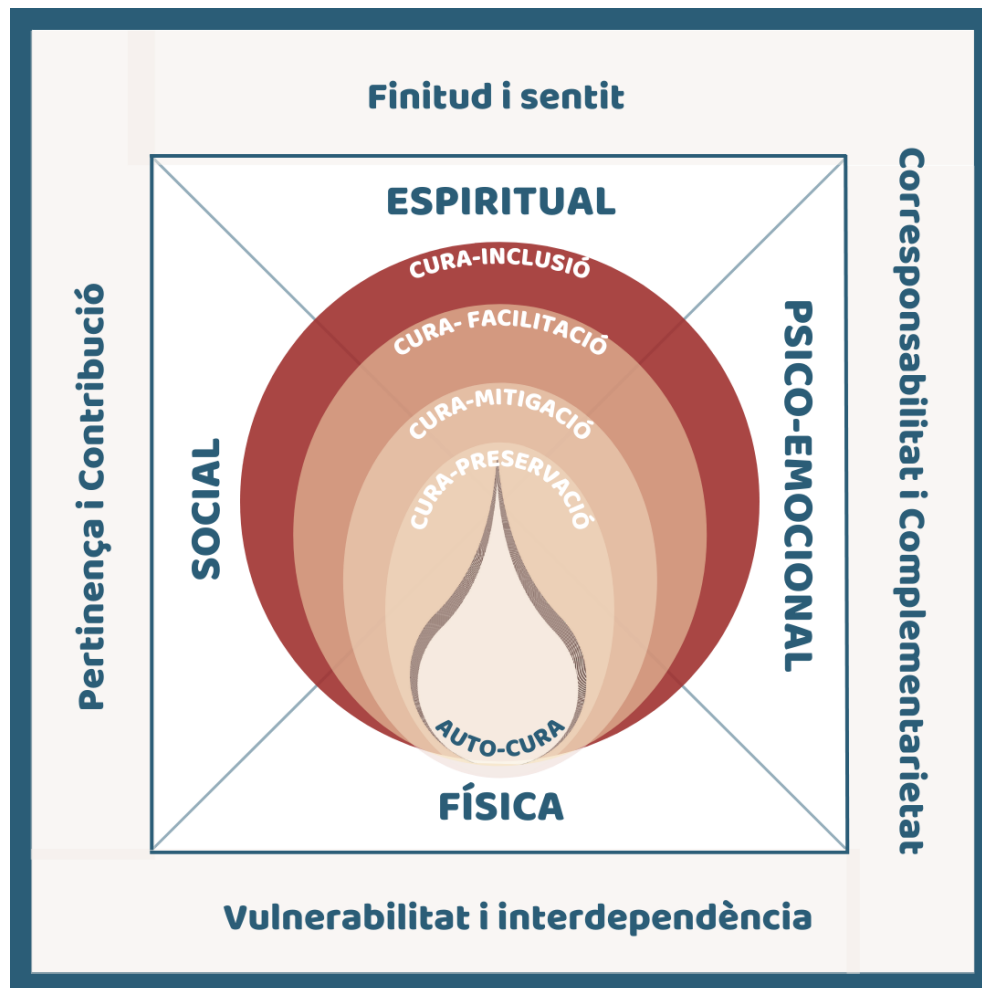 Finitud i sentit
ESPIRITUAL
CURA-INCLUSIÓ
CURA- FACILITACIÓ
CURA-MITIGACIÓ
CURA-PRESERVACIÓ
AUTO-CURA
SOCIAL
PSICO-EMOCIONAL
FÍSICA
Pertinença i Contribució
Corresponsabilitat i Complementarietat
Vulnerabilitat i interdependència